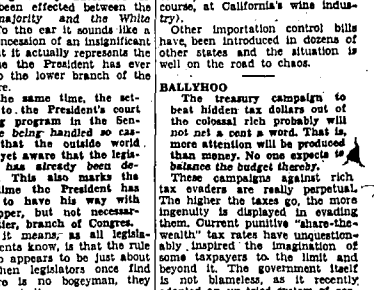 been effected between the
majority and the White
To the ear it sounds like a
ncession of an insignificant
t it actually represents the
e the President has ever
o the lower branch of the
re.
he same time, the set-
to the President's court
g program in the Sen-
e being handled so cas-
that the outside world
yet aware that the legis-
has already been de-
This also marks the
ime the President has
to have his way with
pper, but not necessar-
tier, branch of Congres.
it means, as all legisla-
ents know, is that the rule
o appears to be just about
hen legislators once find
re is no bogeyman, they
course, at California's wine indus-
try).
Other importation control bills
have, been introduced in dozens of
other states and the situation is
well on the road to chaos.
BALLYHOO
The treasury campaign to
beat hidden tax dollars out of
the colossal rich probably will
not net a cent a word. That is,
more attention will be produced
than money. No one expects to
balance the budget thereby.
These campaigns against rich
tax evaders are really perpetual.
The higher the taxes go, the more
ingenuity is displayed in evading
them. Current punitive "share-the-
wealth" tax rates have unquestion-
ably inspired the imagination of
some taxpayers to the limit and
beyond it. The government itself
is not blameless, as it recently